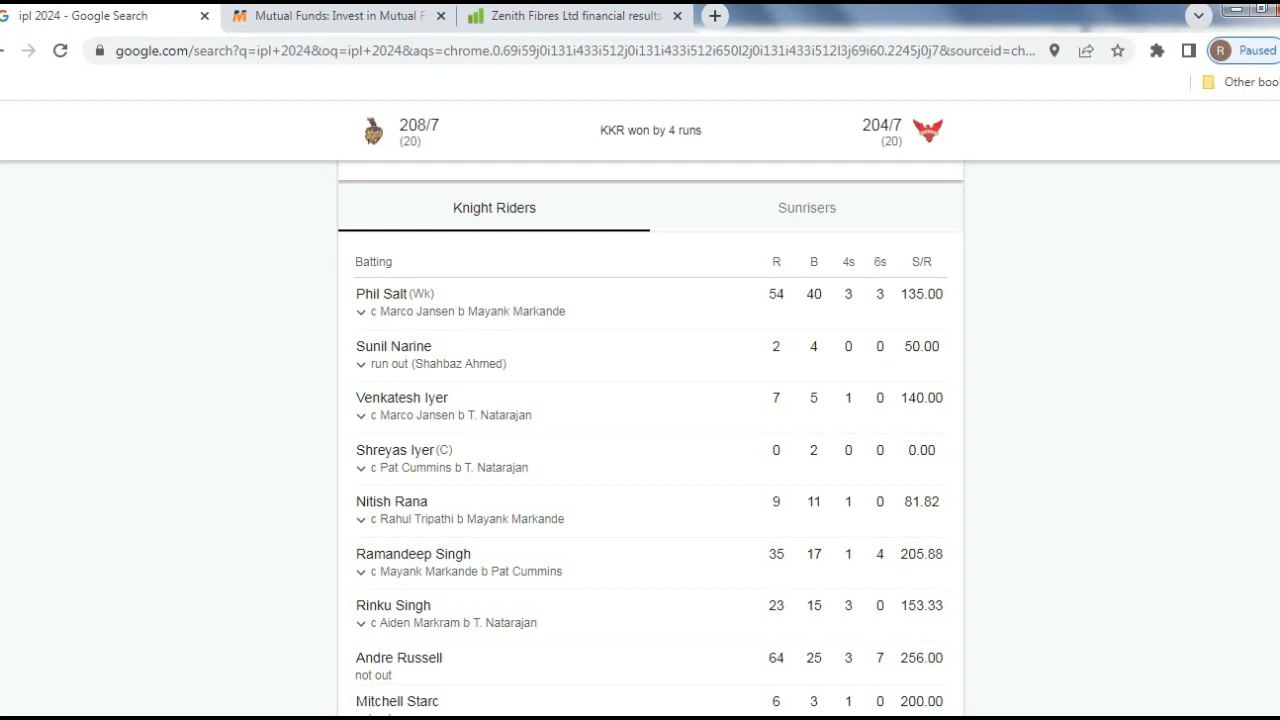 ipl 2024 - Google Search
Mutual Funds: Invest in Mutual F
Zenith Fibres Ltd financial results
google.com/search?q=ipl+2024&oq=ipl+2024&aqs=chrome.0.69i59j0i131i433i512j0i131i433i512i650l2j0i131i433i512l3j69i60.2245j0j7&sourceid=ch...
R Paused
Other boo
208/7 KKR won by 4 runs 204/7
(20) (20)
Knight Riders Sunrisers
Batting R B 4s 6s S/R
Phil Salt (Wk) 54 40 3 3 135.00
c Marco Jansen b Mayank Markande
Sunil Narine 2 4 0 0 50.00
run out (Shahbaz Ahmed)
Venkatesh Iyer 7 5 1 0 140.00
c Marco Jansen b T. Natarajan
Shreyas Iyer (C) 0 2 0 0 0.00
c Pat Cummins b T. Natarajan
Nitish Rana 9 11 1 0 81.82
c Rahul Tripathi b Mayank Markande
Ramandeep Singh 35 17 1 4 205.88
c Mayank Markande b Pat Cummins
Rinku Singh 23 15 3 0 153.33
c Aiden Markram b T. Natarajan
Andre Russell 64 25 3 7 256.00
not out
Mitchell Starc 6 3 1 0 200.00